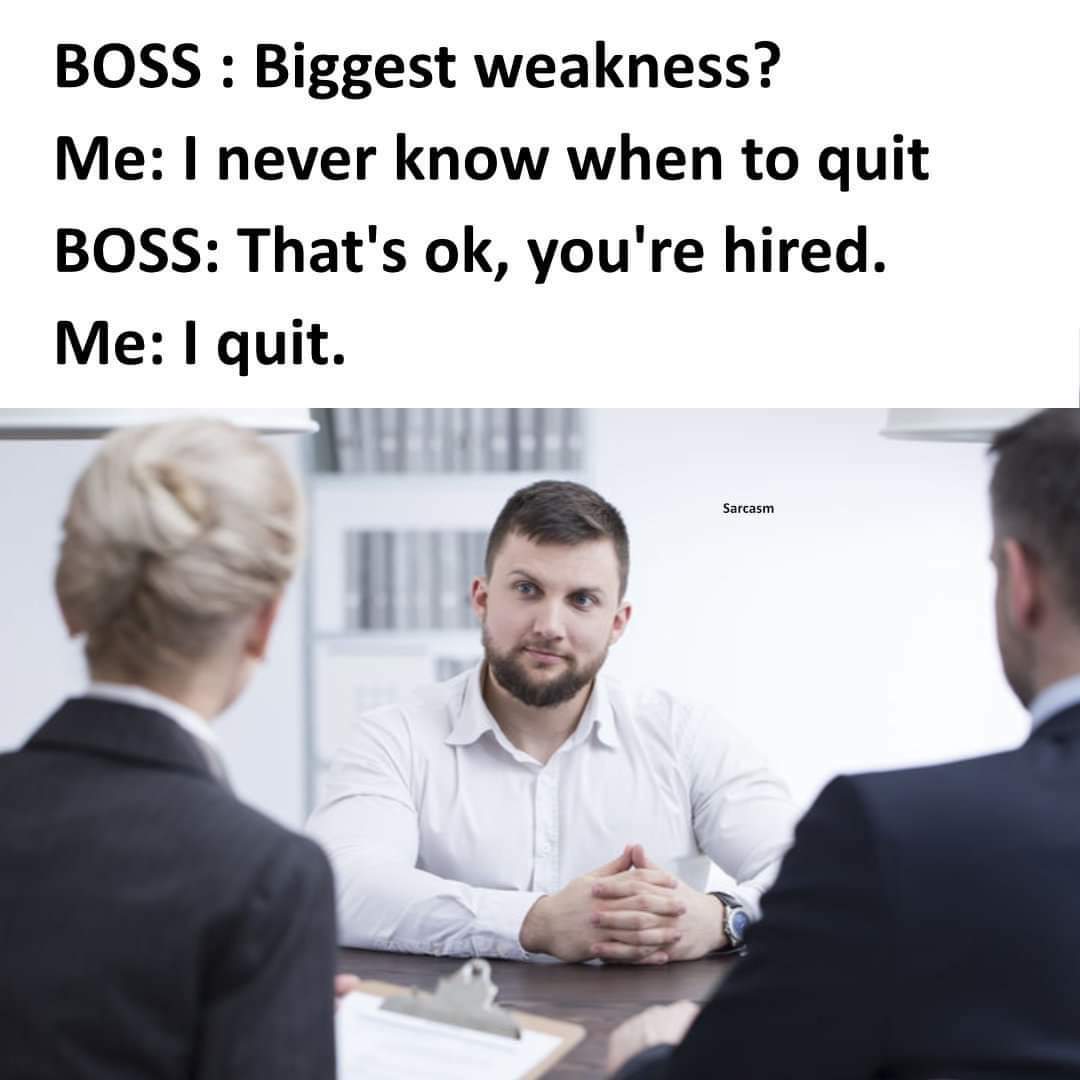 BOSS : Biggest weakness?
Me: I never know when to quit
BOSS: That's ok, you're hired.
Me: I quit.
Sarcasm